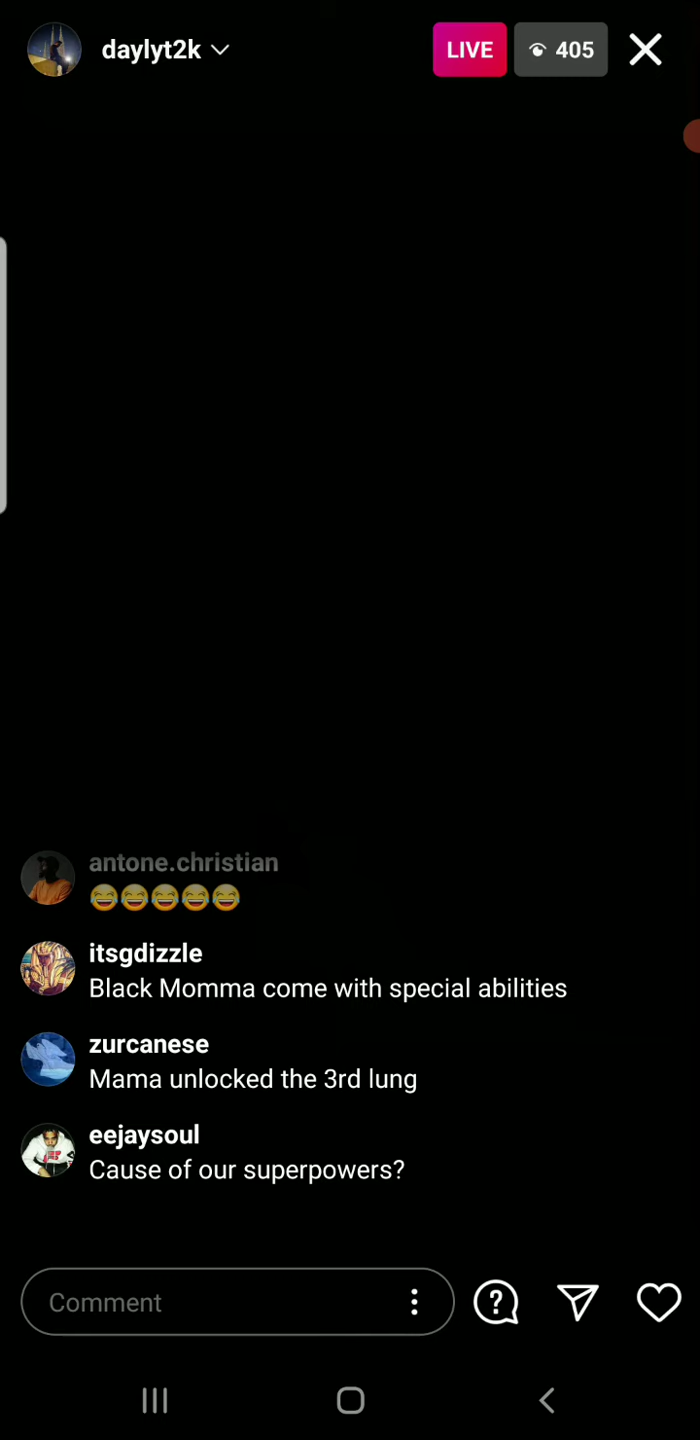 daylyt2k
LIVE
405
antone.christian
😂😂😂😂😂
itsgdizzle
Black Momma come with special abilities
zurcanese
Mama unlocked the 3rd lung
eejaysoul
Cause of our superpowers?
Comment